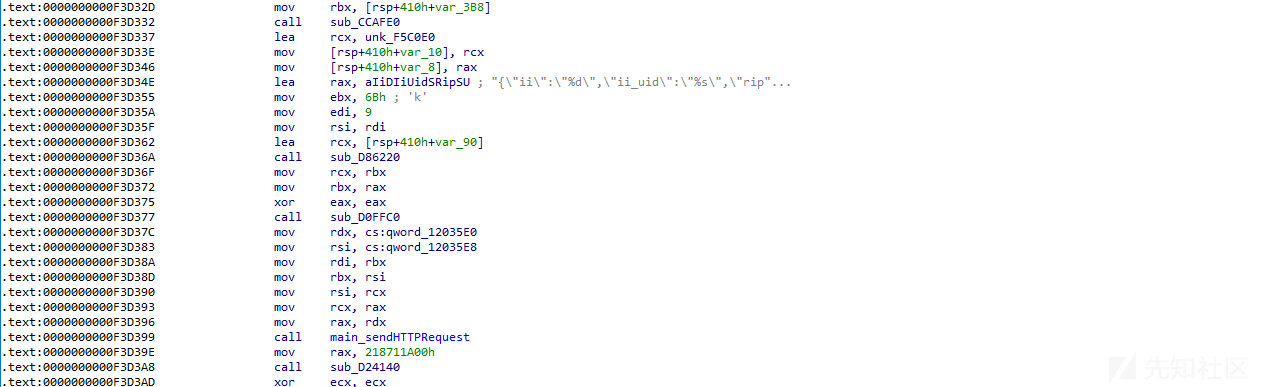 .text:0000000000F3D32D mov rbx, [rsp+410h+var_3B8]
.text:0000000000F3D332 call sub_CCAFE0
.text:0000000000F3D337 lea rcx, unk_F5C0E0
.text:0000000000F3D33E mov [rsp+410h+var_10], rcx
.text:0000000000F3D346 mov [rsp+410h+var_8], rax
.text:0000000000F3D34E lea rax, aIiDIiUidSRipSU ; "{\"ii\":\"%d\",\"ii_uid\":\"%s\",\"rip"...
.text:0000000000F3D355 mov ebx, 6Bh ; 'k'
.text:0000000000F3D35A mov edi, 9
.text:0000000000F3D35F mov rsi, rdi
.text:0000000000F3D362 lea rcx, [rsp+410h+var_90]
.text:0000000000F3D36A call sub_D86220
.text:0000000000F3D36F mov rcx, rbx
.text:0000000000F3D372 mov rbx, rax
.text:0000000000F3D375 xor eax, eax
.text:0000000000F3D377 call sub_D0FFC0
.text:0000000000F3D37C mov rdx, cs:qword_12035E0
.text:0000000000F3D383 mov rsi, cs:qword_12035E8
.text:0000000000F3D38A mov rdi, rbx
.text:0000000000F3D38D mov rbx, rsi
.text:0000000000F3D390 mov rsi, rcx
.text:0000000000F3D393 mov rcx, rax
.text:0000000000F3D396 mov rax, rdx
.text:0000000000F3D399 call main_sendHTTPRequest
.text:0000000000F3D39E mov rax, 218711A00h
.text:0000000000F3D3A8 call sub_D24140
.text:0000000000F3D3AD xor ecx, ecx
先知社区